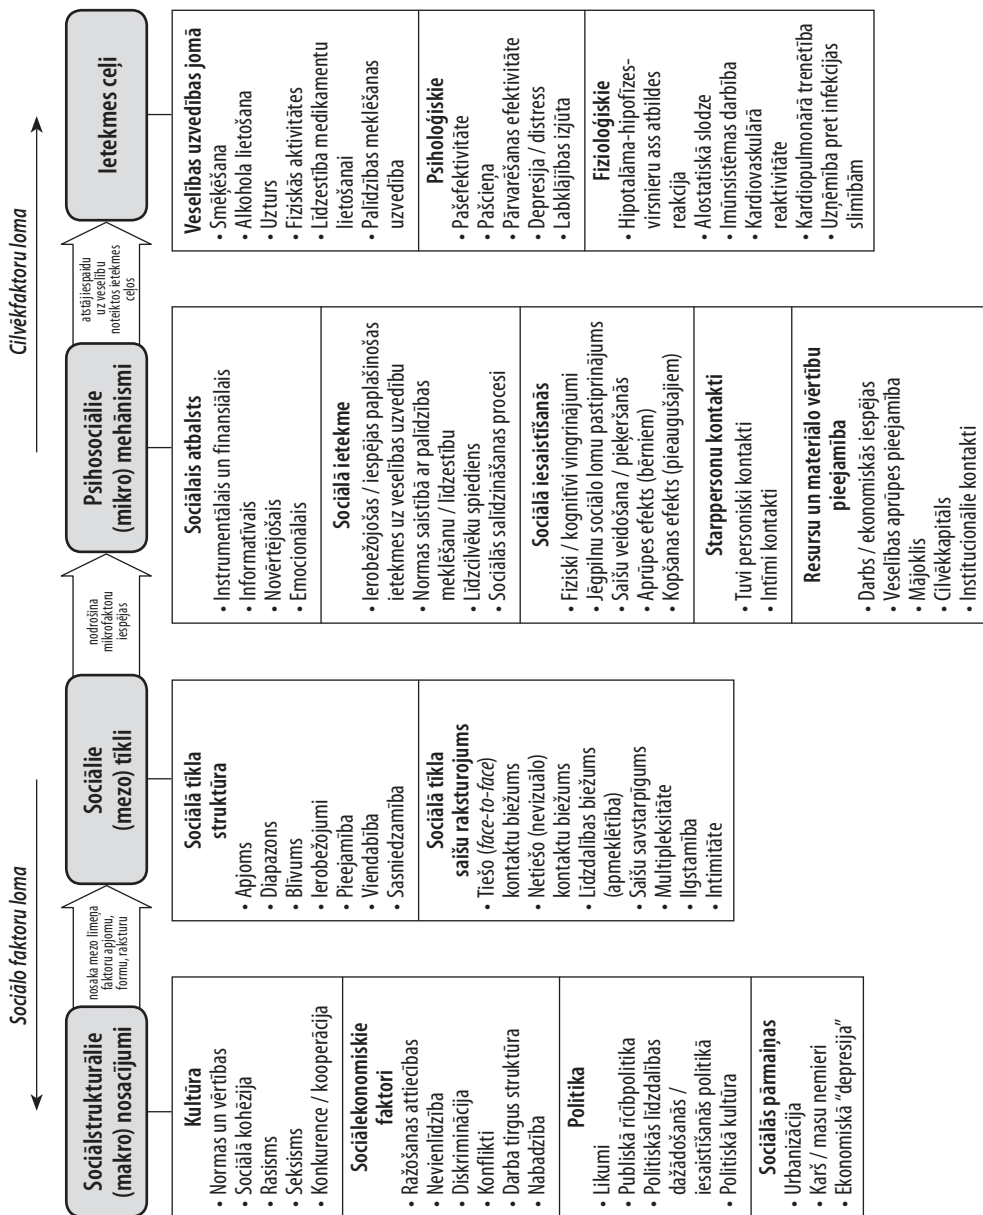 Sociālo faktoru loma
Cilvēkfaktoru loma
Sociālstrukturālie
(makro) nosacījumi
nosaka mezo līmeņa
faktoru apjomu,
formu, raksturu
Sociālie
(mezo) tīkli
nodrošina
mikrofaktoru
iespējas
Psihosociālie
(mikro) mehānismi
atstāj iespaidu
uz veselību
noteiktos ietekmes
ceļos
Ietekmes ceļi
Kultūra
• Normas un vērtības
• Sociālā kohēzija
• Rasisms
• Seksisms
• Konkurence / kooperācija
Sociālekonomiskie
faktori
• Ražošanas attiecības
• Nevienlīdzība
• Diskriminācija
• Konflikti
• Darba tirgus struktūra
• Nabadzība
Politika
• Likumi
• Publiskā rīcībpolitika
• Politiskās līdzdalības
dažādošanās /
iesaistīšanās politikā
• Politiskā kultūra
Sociālās pārmaiņas
• Urbanizācija
• Karš / masu nemieri
• Ekonomiskā “depresija”
Sociālā tīkla
struktūra
• Apjoms
• Diapazons
• Blīvums
• Ierobežojumi
• Pieejamība
• Viendabība
• Sasniedzamība
Sociālā tīkla
saišu raksturojums
• Tiešo (face-to-face)
kontaktu biežums
• Netiešo (nevizuālo)
kontaktu biežums
• Līdzdalības biežums
(apmeklētība)
• Saišu savstarpīgums
• Multipleksitāte
• Ilgstamība
• Intimitāte
Sociālais atbalsts
• Instrumentālais un finansiālais
• Informatīvais
• Novērtējošais
• Emocionālais
Sociālā ietekme
• Ierobežojošas / iespējas paplašinošas
ietekmes uz veselības uzvedību
• Normas saistībā ar palīdzības
meklēšanu / līdzestību
• Līdzcilvēku spiediens
• Sociālās salīdzināšanas procesi
Sociālā iesaistīšanās
• Fiziski / kognitīvi vingrinājumi
• Jēgpilnu sociālo lomu pastiprinājums
• Saišu veidošana / pieķeršanās
• Aprūpes efekts (bērniem)
• Kopšanas efekts (pieaugušajiem)
Starppersonu kontakti
• Tuvi personiski kontakti
• Intīmi kontakti
Resursu un materiālo vērtību
pieejamība
• Darbs / ekonomiskās iespējas
• Veselības aprūpes pieejamība
• Mājoklis
• Cilvēkkapitāls
• Institucionālie kontakti
Veselības uzvedības jomā
• Smēķēšana
• Alkohola lietošana
• Uzturs
• Fiziskās aktivitātes
• Līdzestība medikamentu
lietošanai
• Palīdzības meklēšanas
uzvedība
Psiholoģiskie
• Pašefektivitāte
• Pašcieņa
• Pārvarēšanas efektivitāte
• Depresija / distress
• Labklājības izjūta
Fizioloģiskie
• Hipotalāma-hipofīzes-
virsnieru ass atbildes
reakcija
• Alostatiskā slodze
• Imūnsistēmas darbība
• Kardiovaskulārā
reaktivitāte
• Kardiopulmonārā trenētība
• Uzņēmība pret infekcijas
slimībām